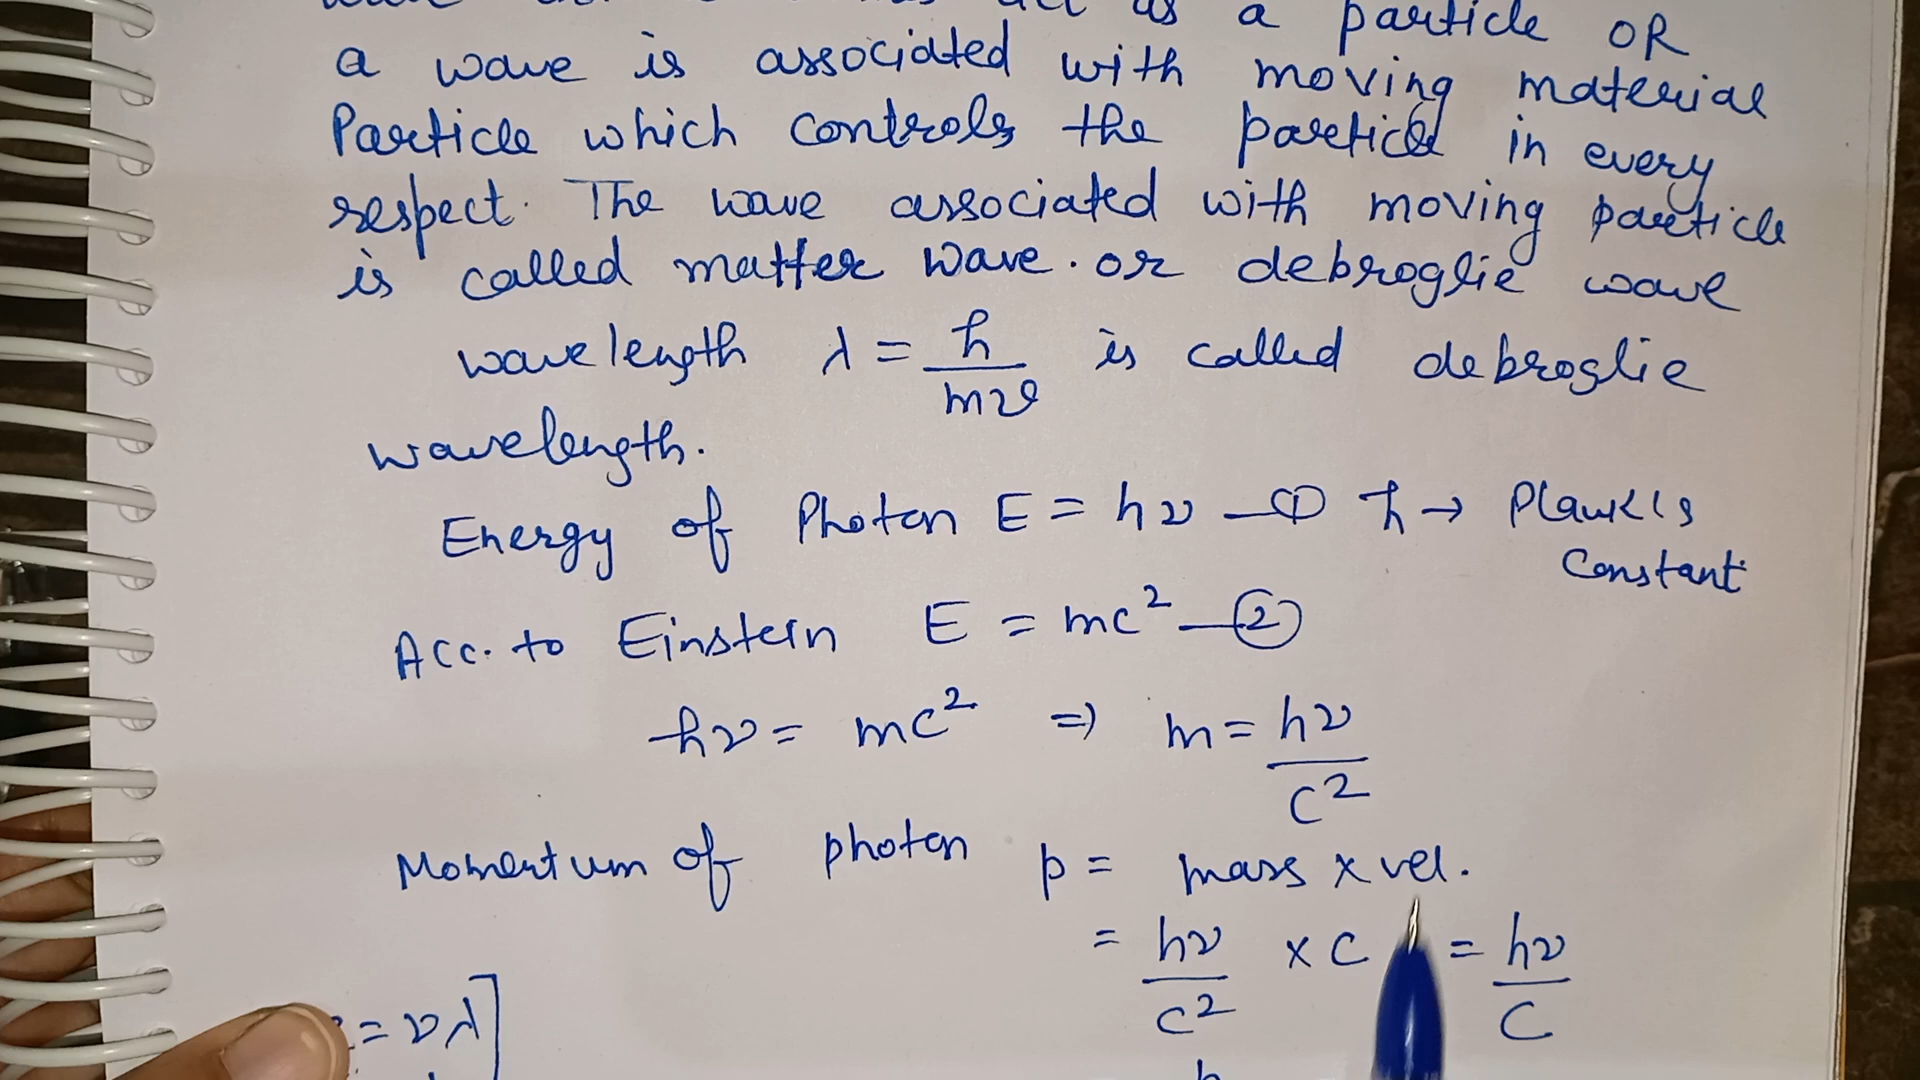 as a particle OR
a wave is associated with moving material
Particle which controls the particle in every
respect. The wave associated with moving particle
is called matter wave. or debroglie wave
wavelength λ = h/mv is called debroglie
wavelength.
Energy of Photon E = hν —① h → Planck's
Constant
Acc. to Einstein E = mc² —②
hν = mc² => m = hν/c²
Momentum of photon p = mass x vel.
= hν/c² x C = hν/C
= νλ]